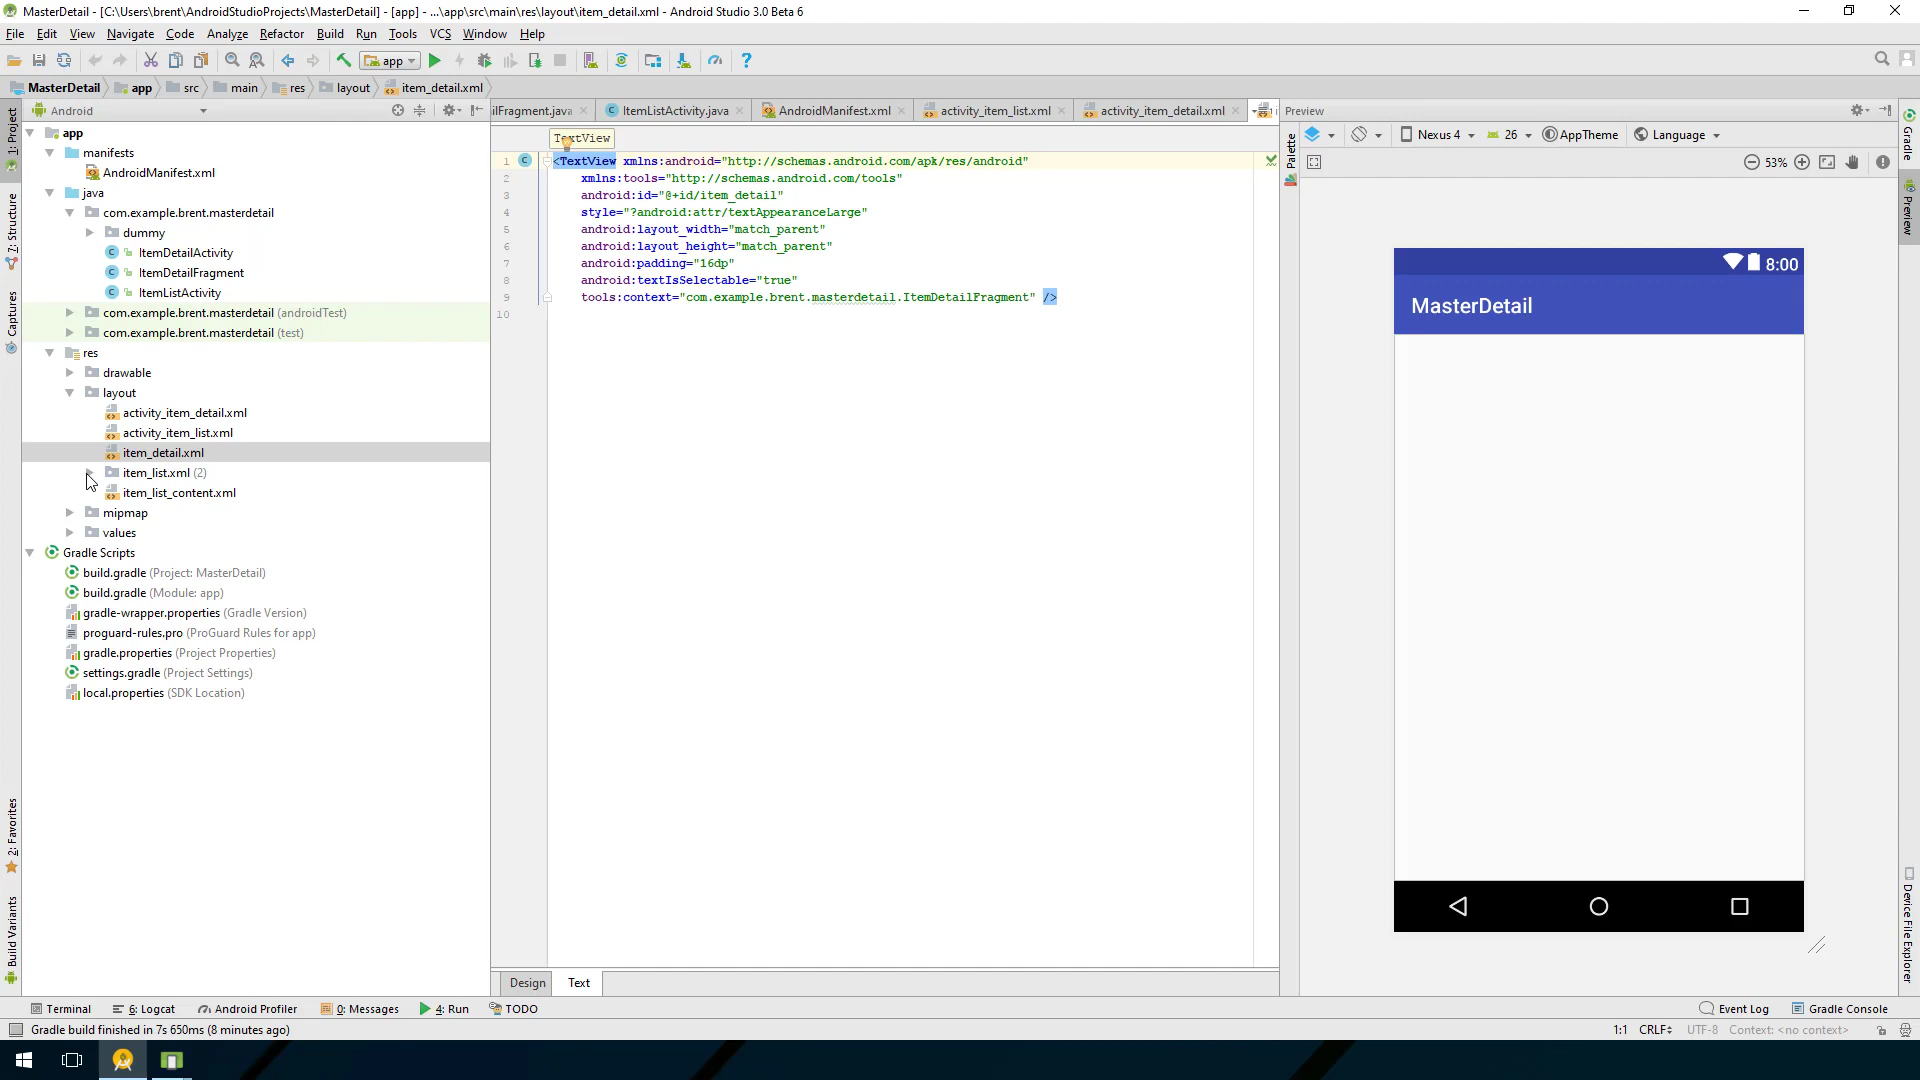 MasterDetail - [C:\Users\brent\AndroidStudioProjects\MasterDetail] - [app] - ...\app\src\main\res\layout\item_detail.xml - Android Studio 3.0 Beta 6
File Edit View Navigate Code Analyze Refactor Build Run Tools VCS Window Help
app
MasterDetail app src main res layout item_detail.xml
Android
ilFragment.java ItemListActivity.java AndroidManifest.xml activity_item_list.xml activity_item_detail.xml
Preview
1: Project
7: Structure
Captures
2: Favorites
Build Variants
app
manifests
AndroidManifest.xml
java
com.example.brent.masterdetail
dummy
ItemDetailActivity
ItemDetailFragment
ItemListActivity
com.example.brent.masterdetail (androidTest)
com.example.brent.masterdetail (test)
res
drawable
layout
activity_item_detail.xml
activity_item_list.xml
item_detail.xml
item_list.xml (2)
item_list_content.xml
mipmap
values
Gradle Scripts
build.gradle (Project: MasterDetail)
build.gradle (Module: app)
gradle-wrapper.properties (Gradle Version)
proguard-rules.pro (ProGuard Rules for app)
gradle.properties (Project Properties)
settings.gradle (Project Settings)
local.properties (SDK Location)
TextView
1 <TextView xmlns:android="http://schemas.android.com/apk/res/android"
2 xmlns:tools="http://schemas.android.com/tools"
3 android:id="@+id/item_detail"
4 style="?android:attr/textAppearanceLarge"
5 android:layout_width="match_parent"
6 android:layout_height="match_parent"
7 android:padding="16dp"
8 android:textIsSelectable="true"
9 tools:context="com.example.brent.masterdetail.ItemDetailFragment" />
10
Design Text
Palette
Nexus 4 26 AppTheme Language
53%
8:00
MasterDetail
Gradle
Preview
Device File Explorer
Terminal 6: Logcat Android Profiler 0: Messages 4: Run TODO Event Log Gradle Console
Gradle build finished in 7s 650ms (8 minutes ago) 1:1 CRLF UTF-8 Context: <no context>